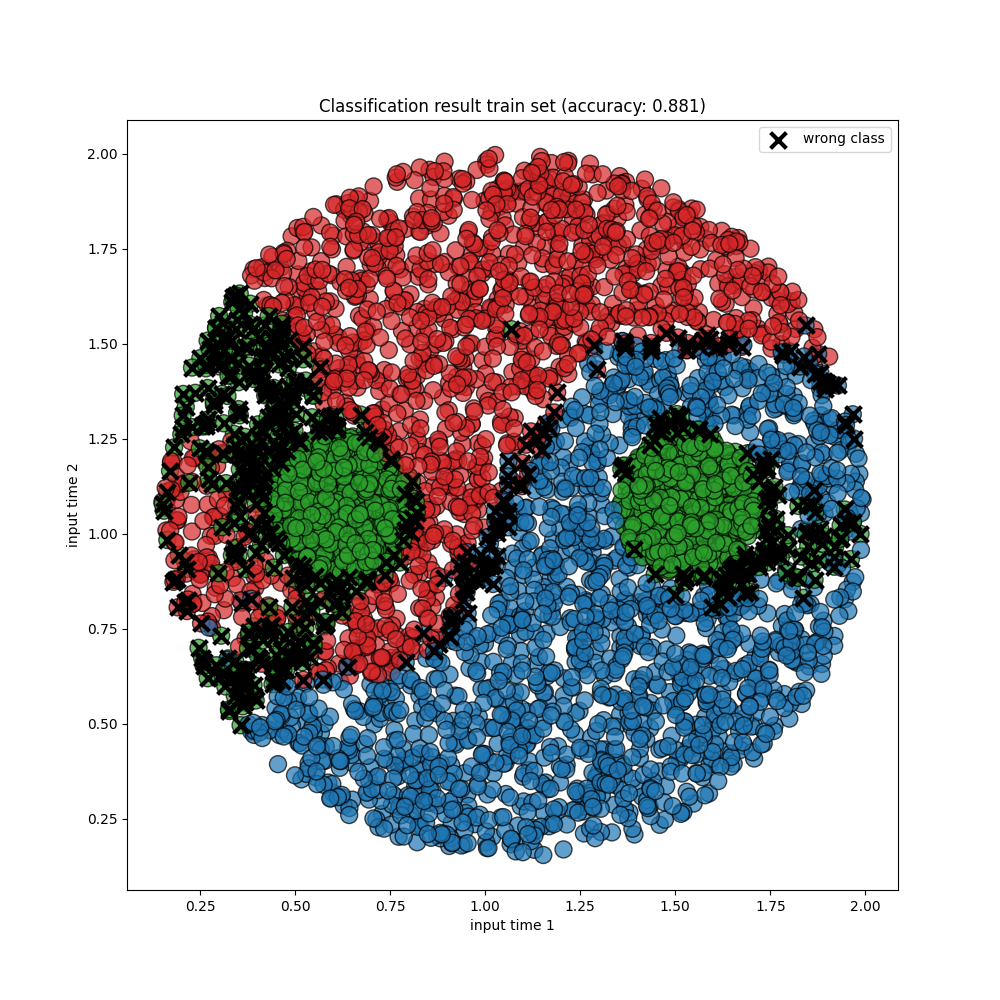 Classification result train set (accuracy: 0.881)
wrong class
2.00
1.75
1.50
1.25
1.00
0.75
0.50
0.25
input time 2
0.25 0.50 0.75 1.00 1.25 1.50 1.75 2.00
input time 1